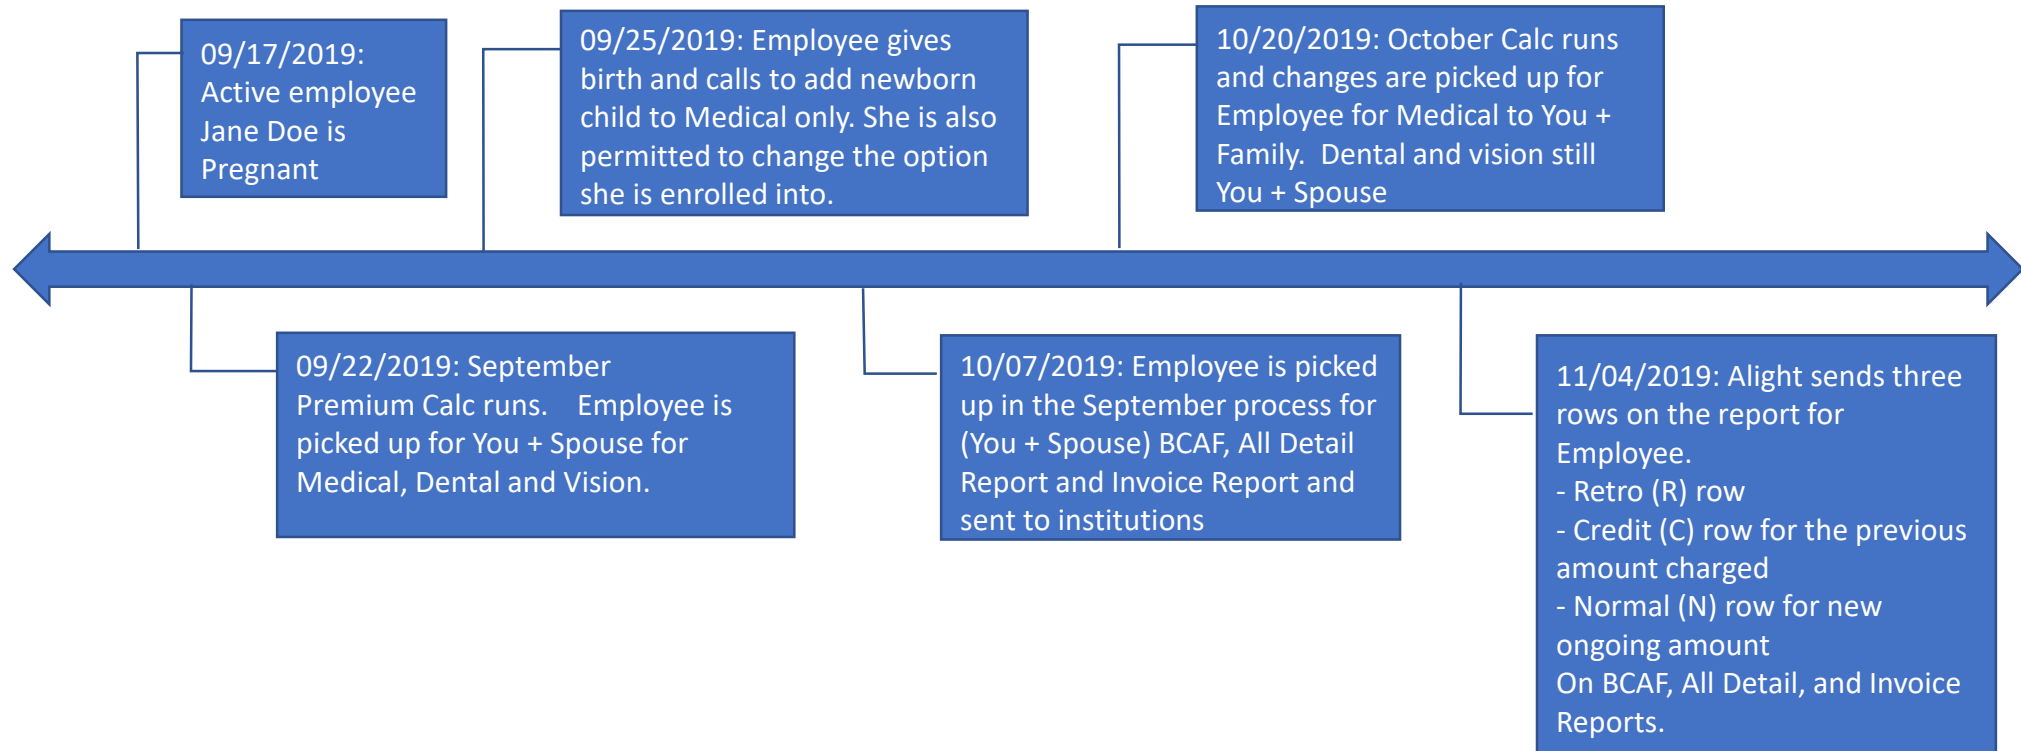 09/17/2019:
Active employee
Jane Doe is
Pregnant
09/25/2019: Employee gives
birth and calls to add newborn
child to Medical only. She is also
permitted to change the option
she is enrolled into.
10/20/2019: October Calc runs
and changes are picked up for
Employee for Medical to You +
Family.  Dental and vision still
You + Spouse
09/22/2019: September
Premium Calc runs.    Employee is
picked up for You + Spouse for
Medical, Dental and Vision.
10/07/2019: Employee is picked
up in the September process for
(You + Spouse) BCAF, All Detail
Report and Invoice Report and
sent to institutions
11/04/2019: Alight sends three
rows on the report for
Employee.
- Retro (R) row
- Credit (C) row for the previous
amount charged
- Normal (N) row for new
ongoing amount
On BCAF, All Detail, and Invoice
Reports.